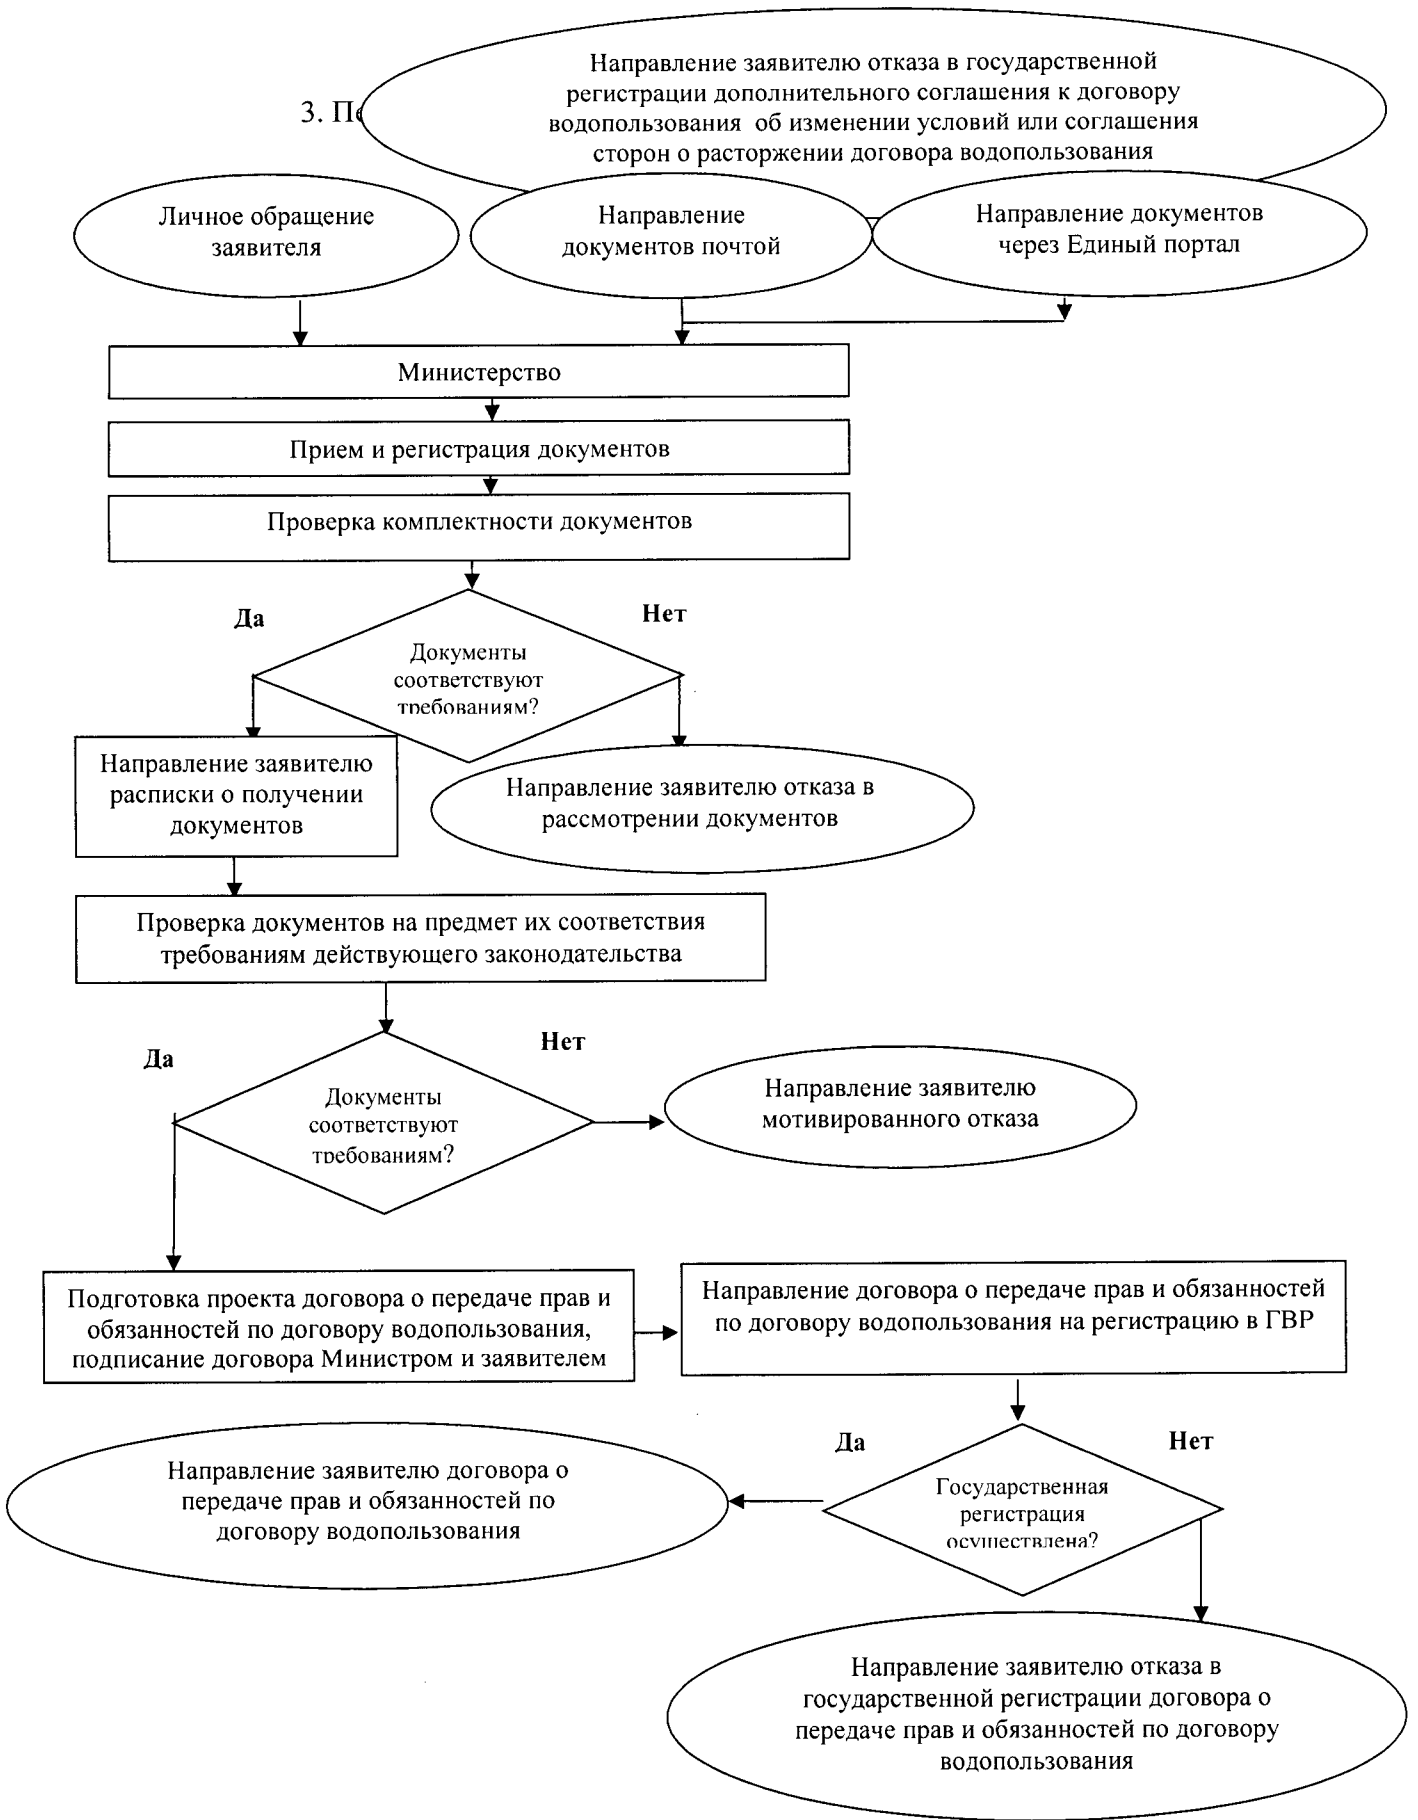 Направление заявителю отказа в государственной
регистрации дополнительного соглашения к договору
водопользования об изменении условий или соглашения
сторон о расторжении договора водопользования
3. П
Личное обращение
заявителя
Направление
документов почтой
Направление документов
через Единый портал
Министерство
Прием и регистрация документов
Проверка комплектности документов
Да
Нет
Документы
соответствуют
требованиям?
Направление заявителю
расписки о получении
документов
Направление заявителю отказа в
рассмотрении документов
Проверка документов на предмет их соответствия
требованиям действующего законодательства
Да
Нет
Документы
соответствуют
требованиям?
Направление заявителю
мотивированного отказа
Подготовка проекта договора о передаче прав и
обязанностей по договору водопользования,
подписание договора Министром и заявителем
Направление договора о передаче прав и обязанностей
по договору водопользования на регистрацию в ГВР
Да
Нет
Государственная
регистрация
осуществлена?
Направление заявителю договора о
передаче прав и обязанностей по
договору водопользования
Направление заявителю отказа в
государственной регистрации договора о
передаче прав и обязанностей по договору
водопользования